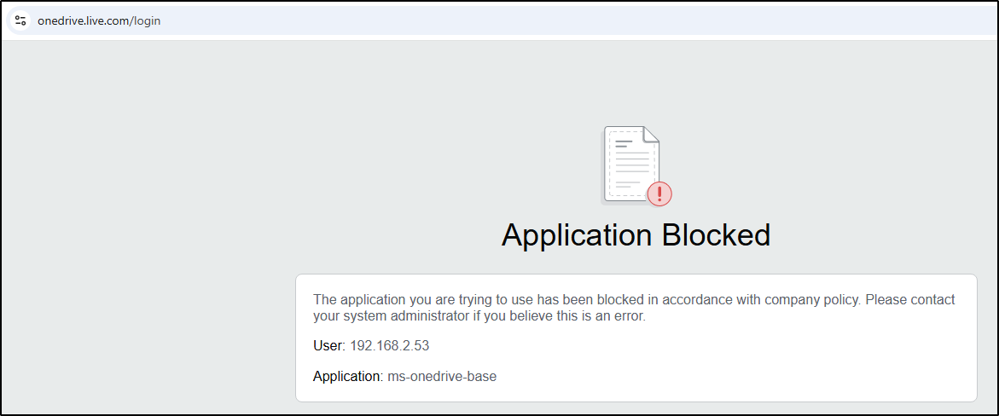 onedrive.live.com/login
Application Blocked
The application you are trying to use has been blocked in accordance with company policy. Please contact
your system administrator if you believe this is an error.
User: 192.168.2.53
Application: ms-onedrive-base